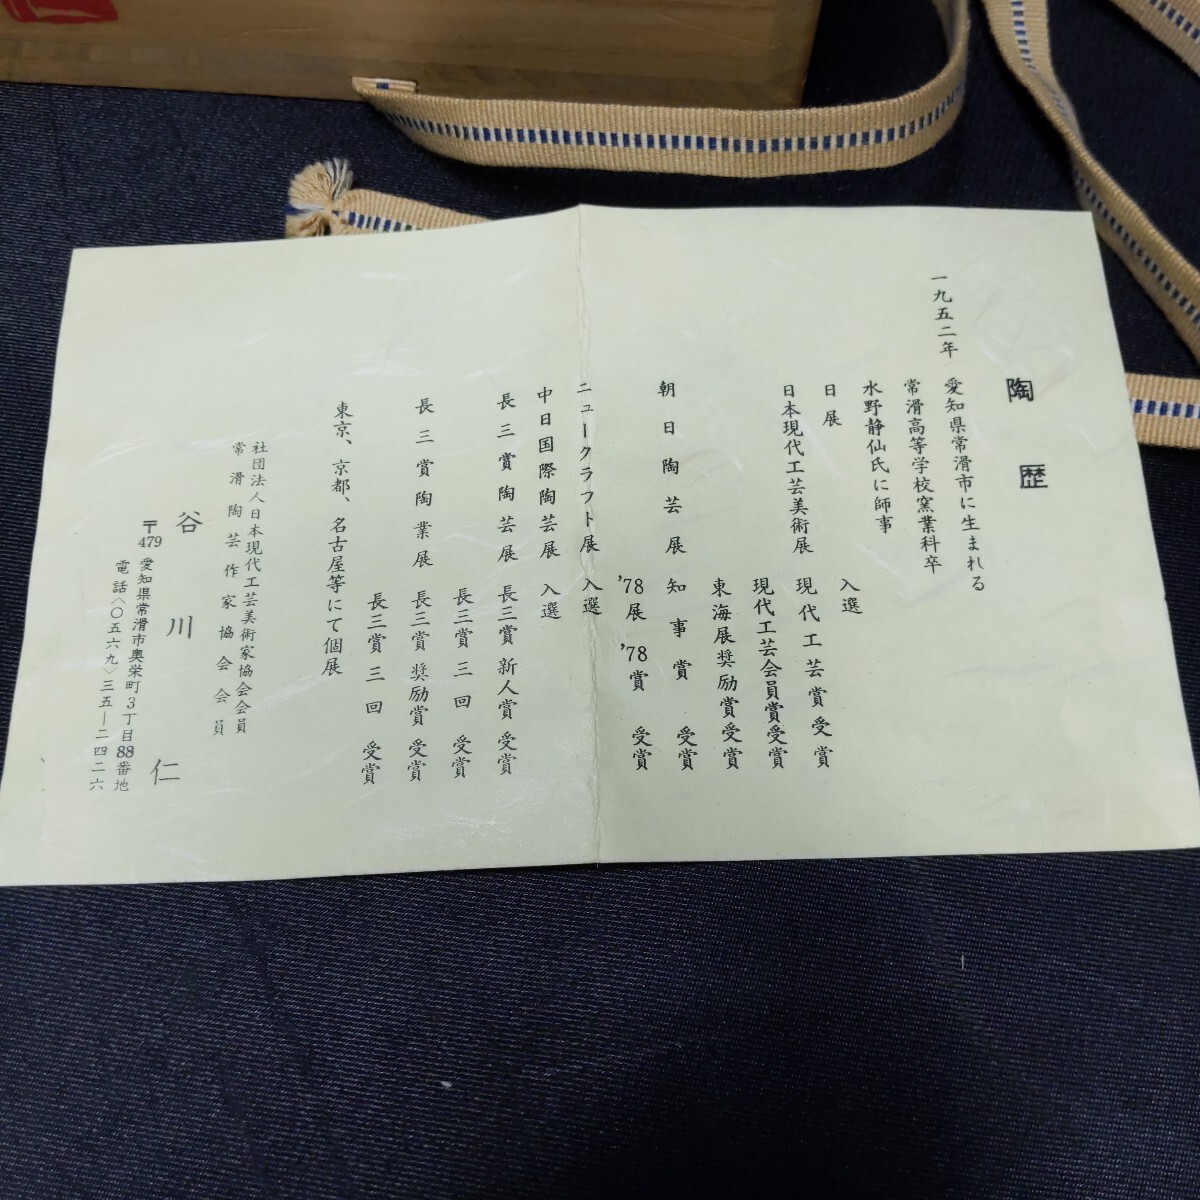 陶歴
一九五二年 愛知県常滑市に生まれる
常滑高等学校窯業科卒
水野静仙氏に師事
日展 入選
日本現代工芸美術展 現代工芸賞受賞
現代工芸会員賞受賞
東海展奨励賞受賞
朝日陶芸展 知事賞 受賞
'78展 '78賞 受賞
ニュークラフト展 入選
中日国際陶芸展 入選
長三賞陶芸展 長三賞新人賞 受賞
長三賞三回 受賞
長三賞陶業展 長三賞奨励賞 受賞
長三賞三回 受賞
東京、京都、名古屋等にて個展
社団法人日本現代工芸美術家協会会員
常滑陶芸作家協会会員
谷川 仁
〒479 愛知県常滑市奥栄町3丁目88番地
電話〈〇五六九〉三五―二四二六